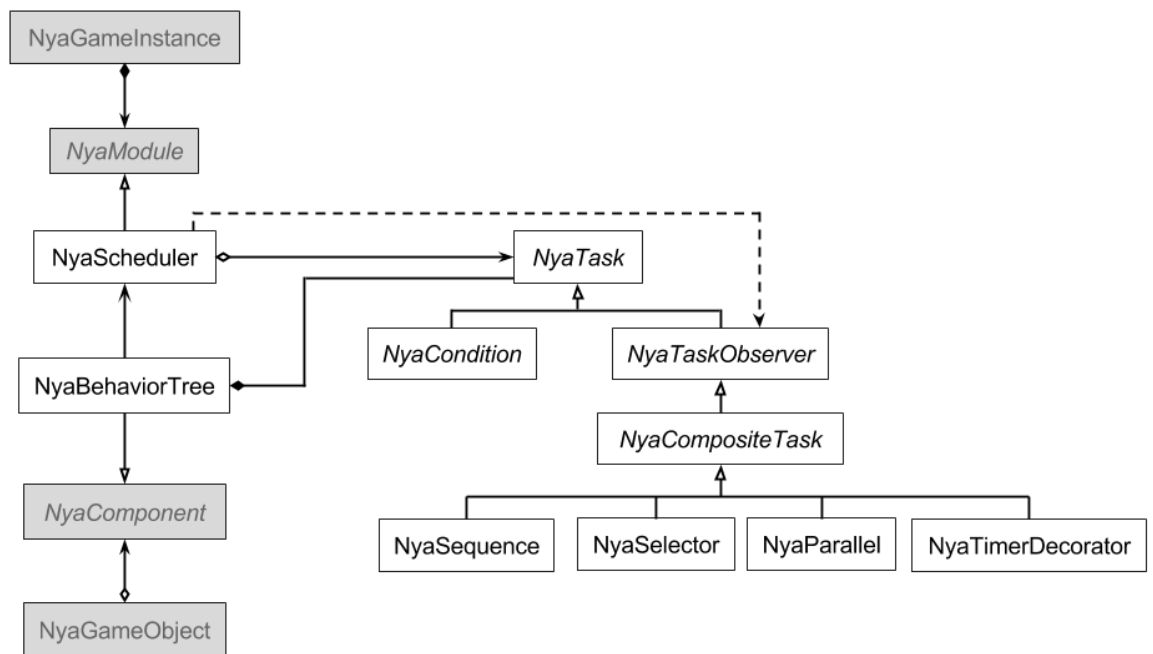 NyaGameInstance
NyaModule
NyaScheduler
NyaTask
NyaCondition
NyaTaskObserver
NyaBehaviorTree
NyaCompositeTask
NyaComponent
NyaSequence
NyaSelector
NyaParallel
NyaTimerDecorator
NyaGameObject